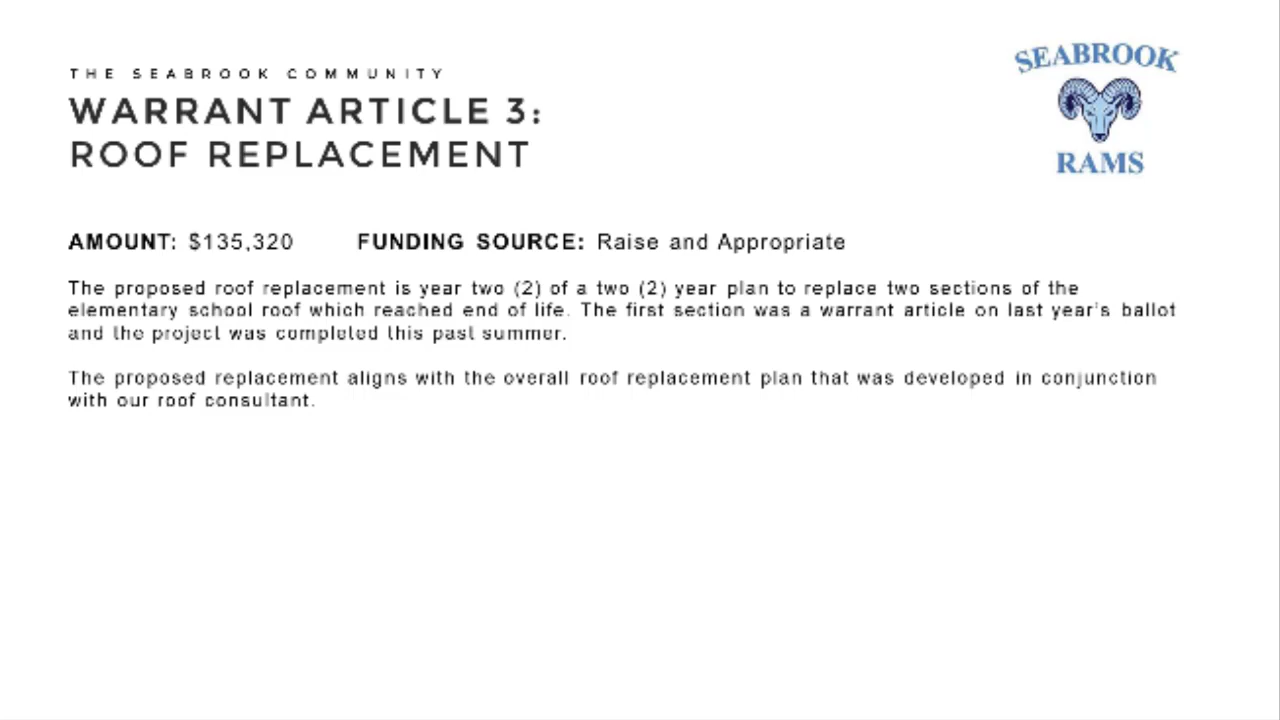 THE SEABROOK COMMUNITY
WARRANT ARTICLE 3:
ROOF REPLACEMENT
SEABROOK
RAMS
AMOUNT: $135,320 FUNDING SOURCE: Raise and Appropriate
The proposed roof replacement is year two (2) of a two (2) year plan to replace two sections of the
elementary school roof which reached end of life. The first section was a warrant article on last year's ballot
and the project was completed this past summer.
The proposed replacement aligns with the overall roof replacement plan that was developed in conjunction
with our roof consultant.